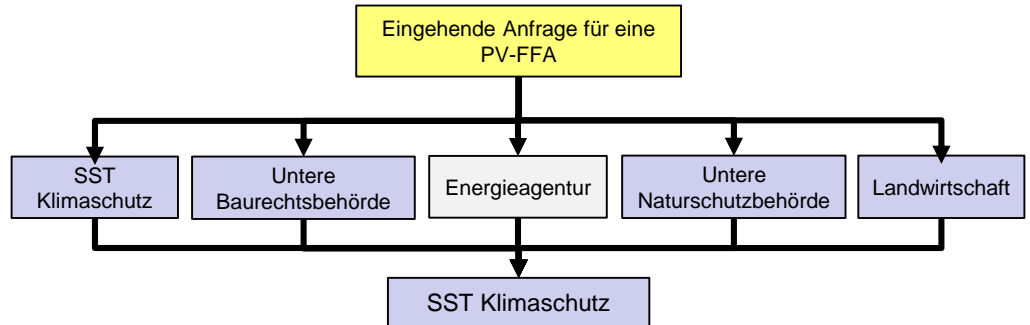 Eingehende Anfrage für eine
PV-FFA
SST
Klimaschutz
Untere
Baurechtsbehörde
Energieagentur
Untere
Naturschutzbehörde
Landwirtschaft
SST Klimaschutz